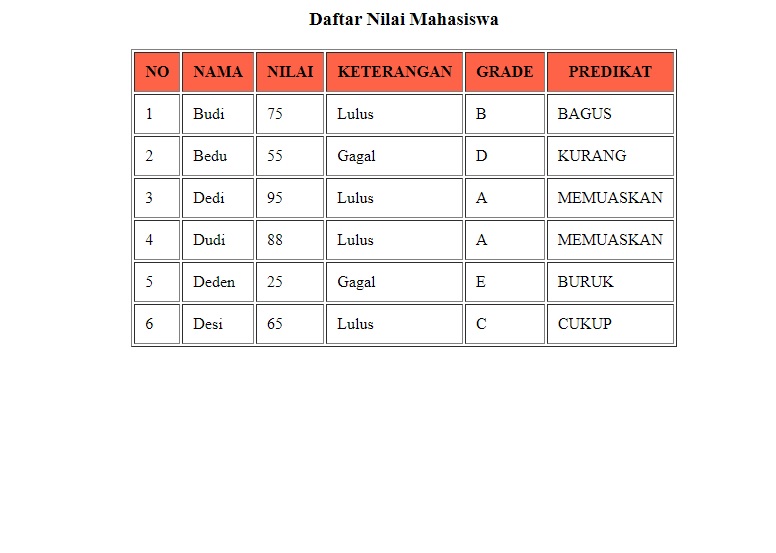 Daftar Nilai Mahasiswa
NO NAMA NILAI KETERANGAN GRADE PREDIKAT
1 Budi 75 Lulus B BAGUS
2 Bedu 55 Gagal D KURANG
3 Dedi 95 Lulus A MEMUASKAN
4 Dudi 88 Lulus A MEMUASKAN
5 Deden 25 Gagal E BURUK
6 Desi 65 Lulus C CUKUP